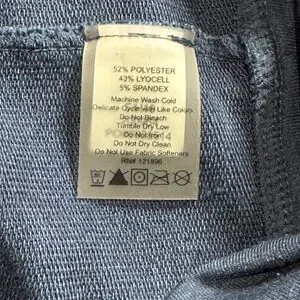 52% POLYESTER
43% LYOCELL
5% SPANDEX
Machine Wash Cold
Delicate Cycle with Like Colors
Do Not Bleach
Tumble Dry Low
Do Not Iron
Do Not Dry Clean
Do Not Use Fabric Softeners
RN# 121896